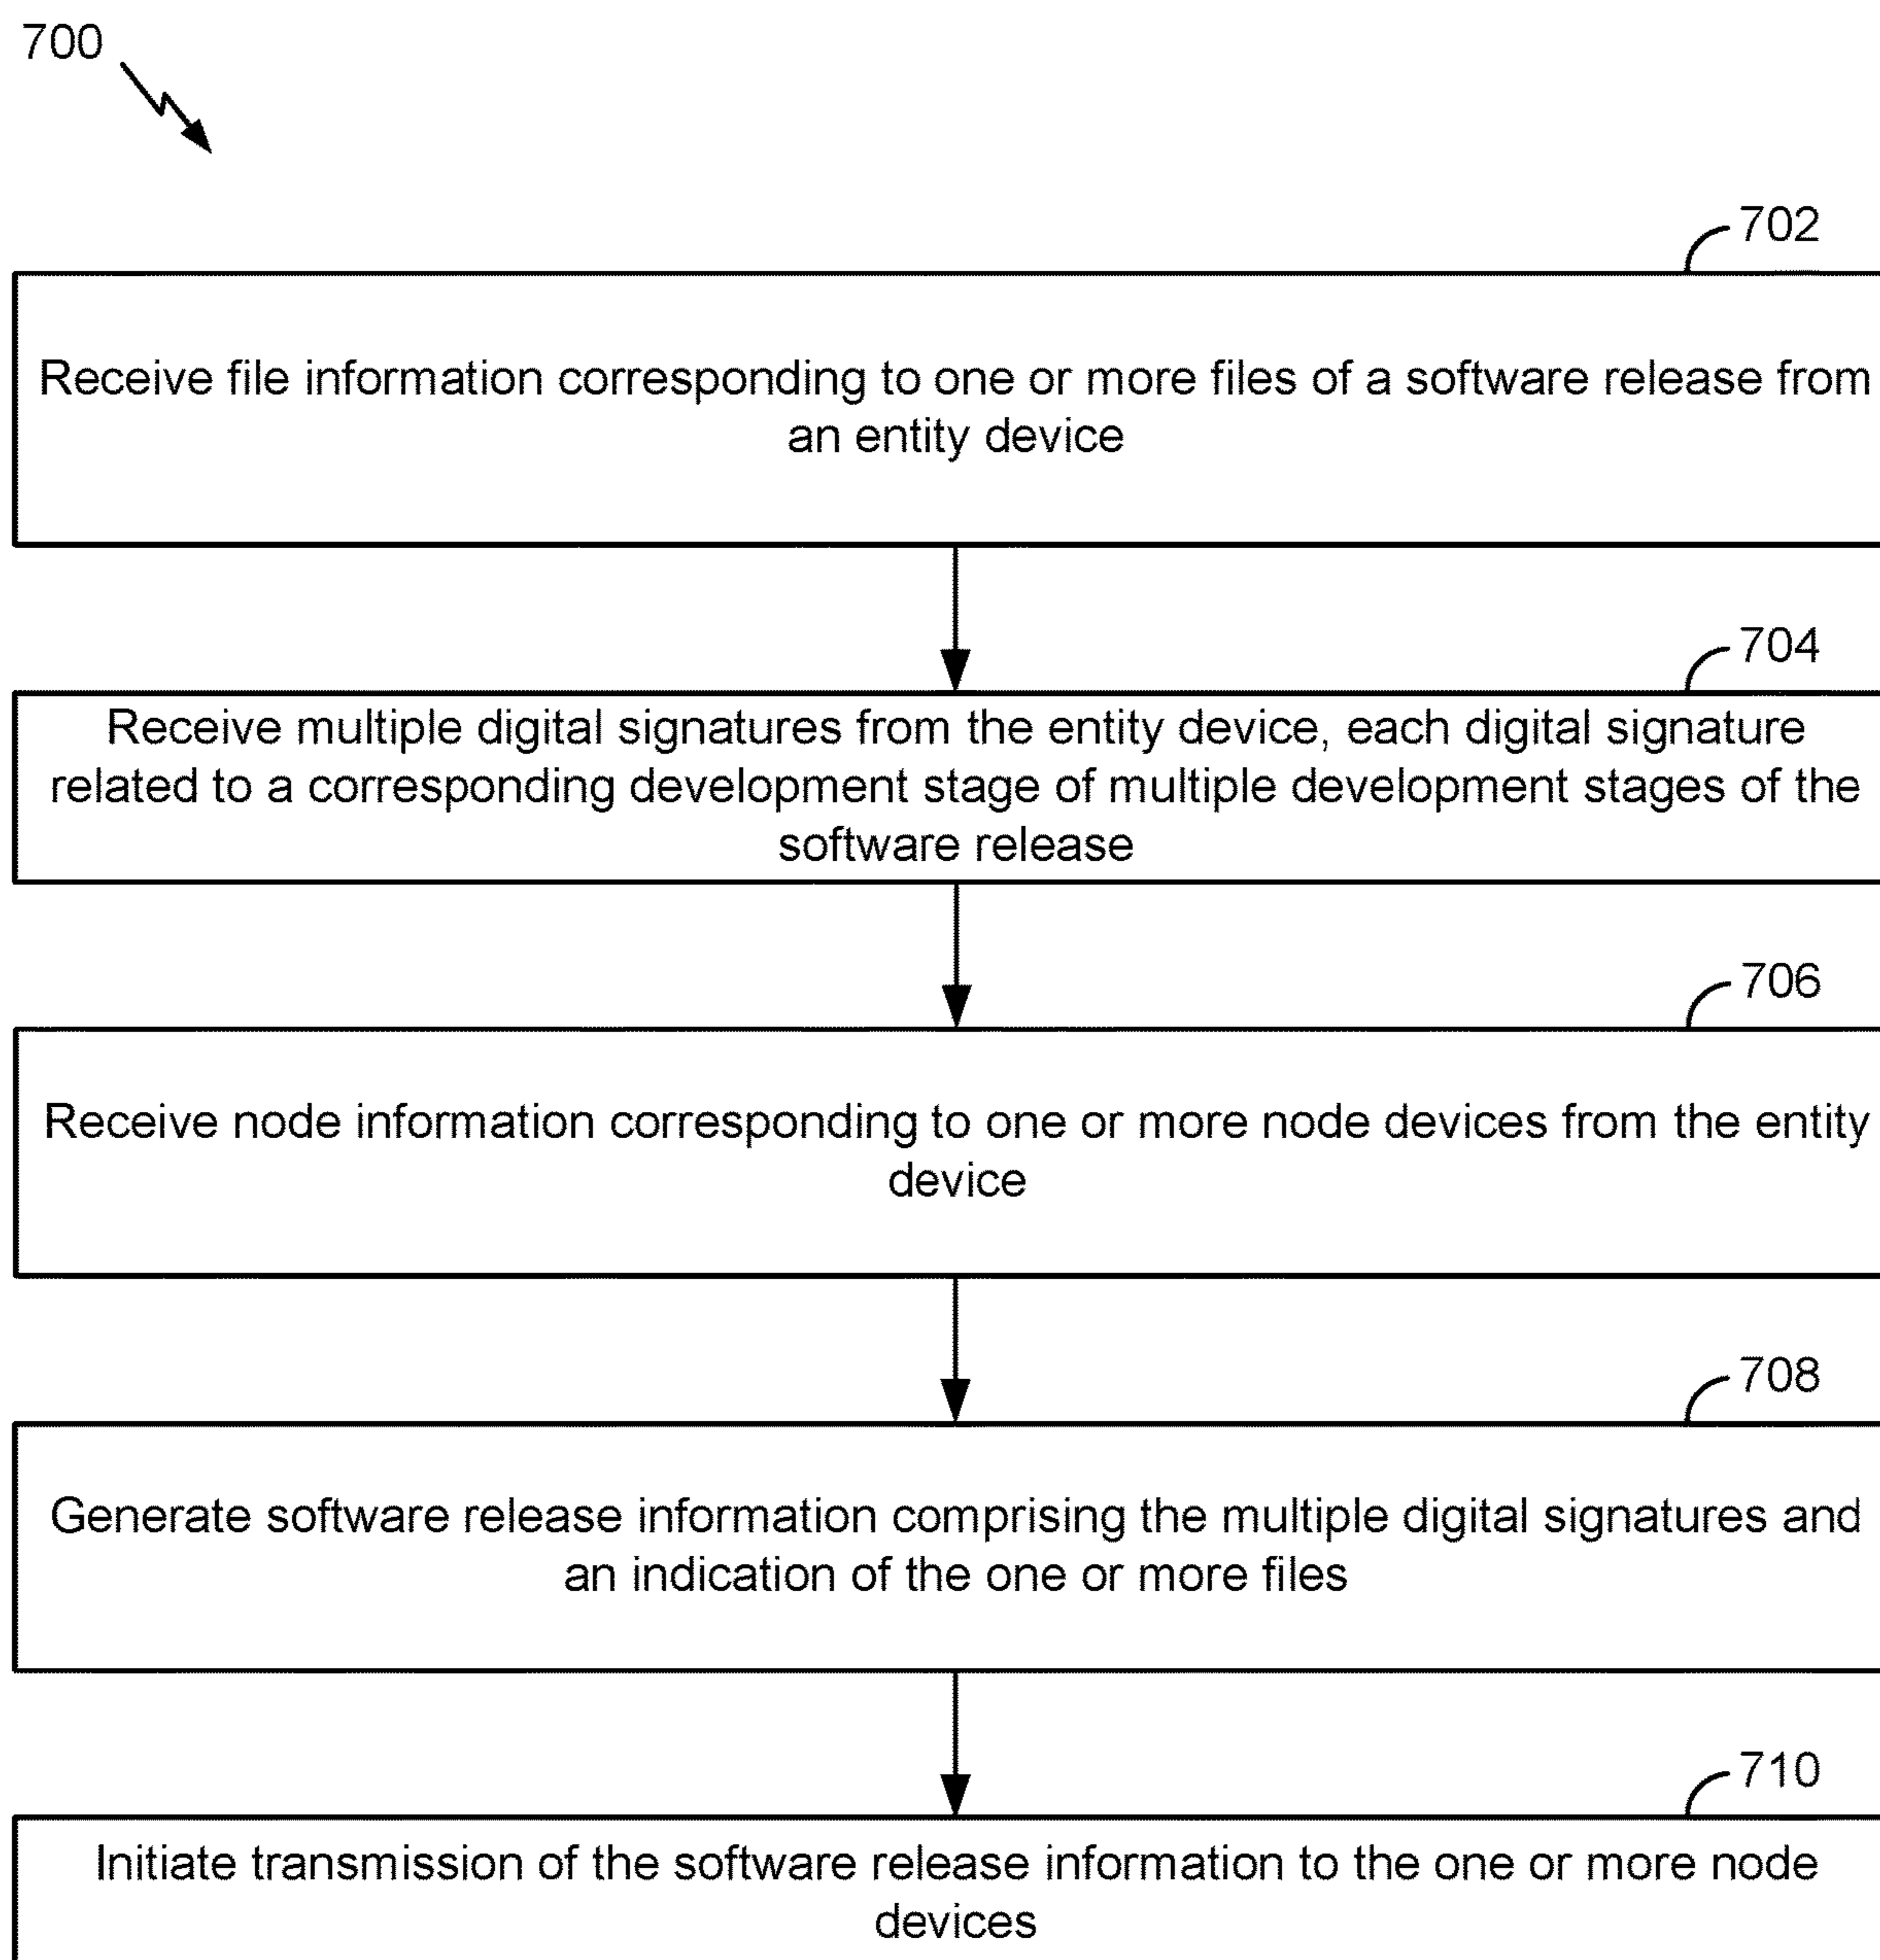 700
702
Receive file information corresponding to one or more files of a software release from
an entity device
704
Receive multiple digital signatures from the entity device, each digital signature
related to a corresponding development stage of multiple development stages of the
software release
706
Receive node information corresponding to one or more node devices from the entity
device
708
Generate software release information comprising the multiple digital signatures and
an indication of the one or more files
710
Initiate transmission of the software release information to the one or more node
devices